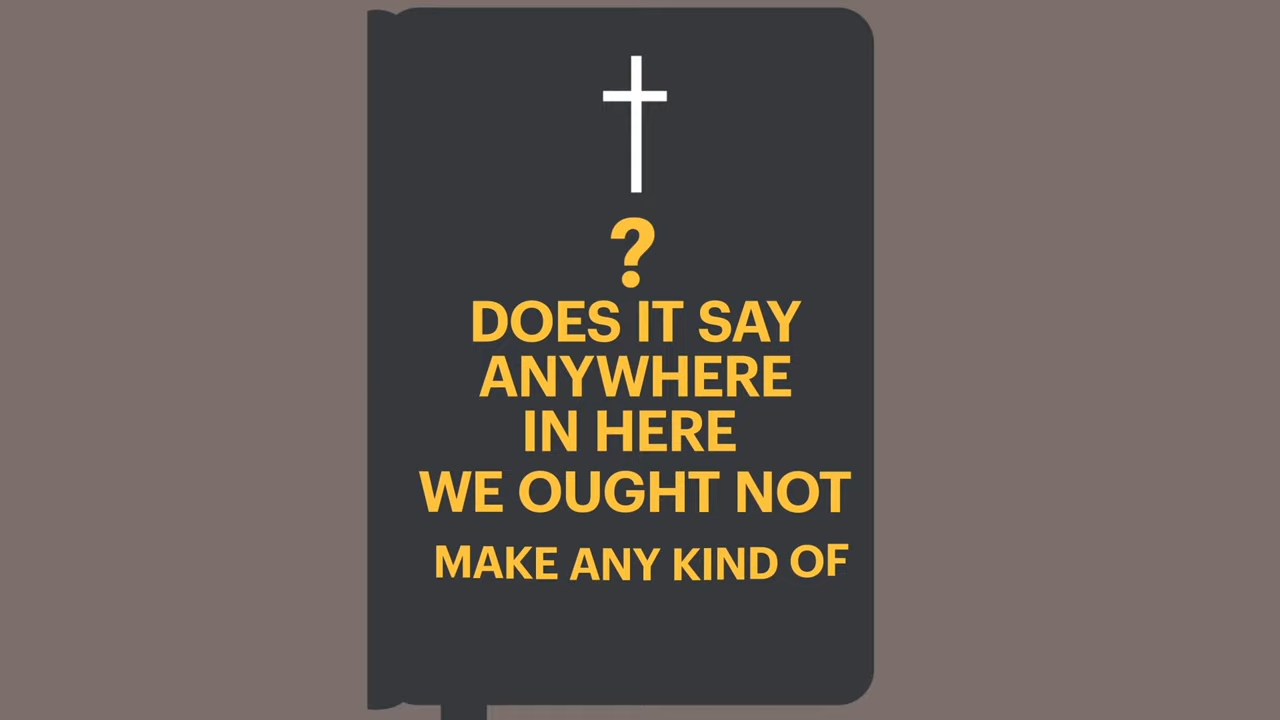 ?
DOES IT SAY
ANYWHERE
IN HERE
WE OUGHT NOT
MAKE ANY KIND OF